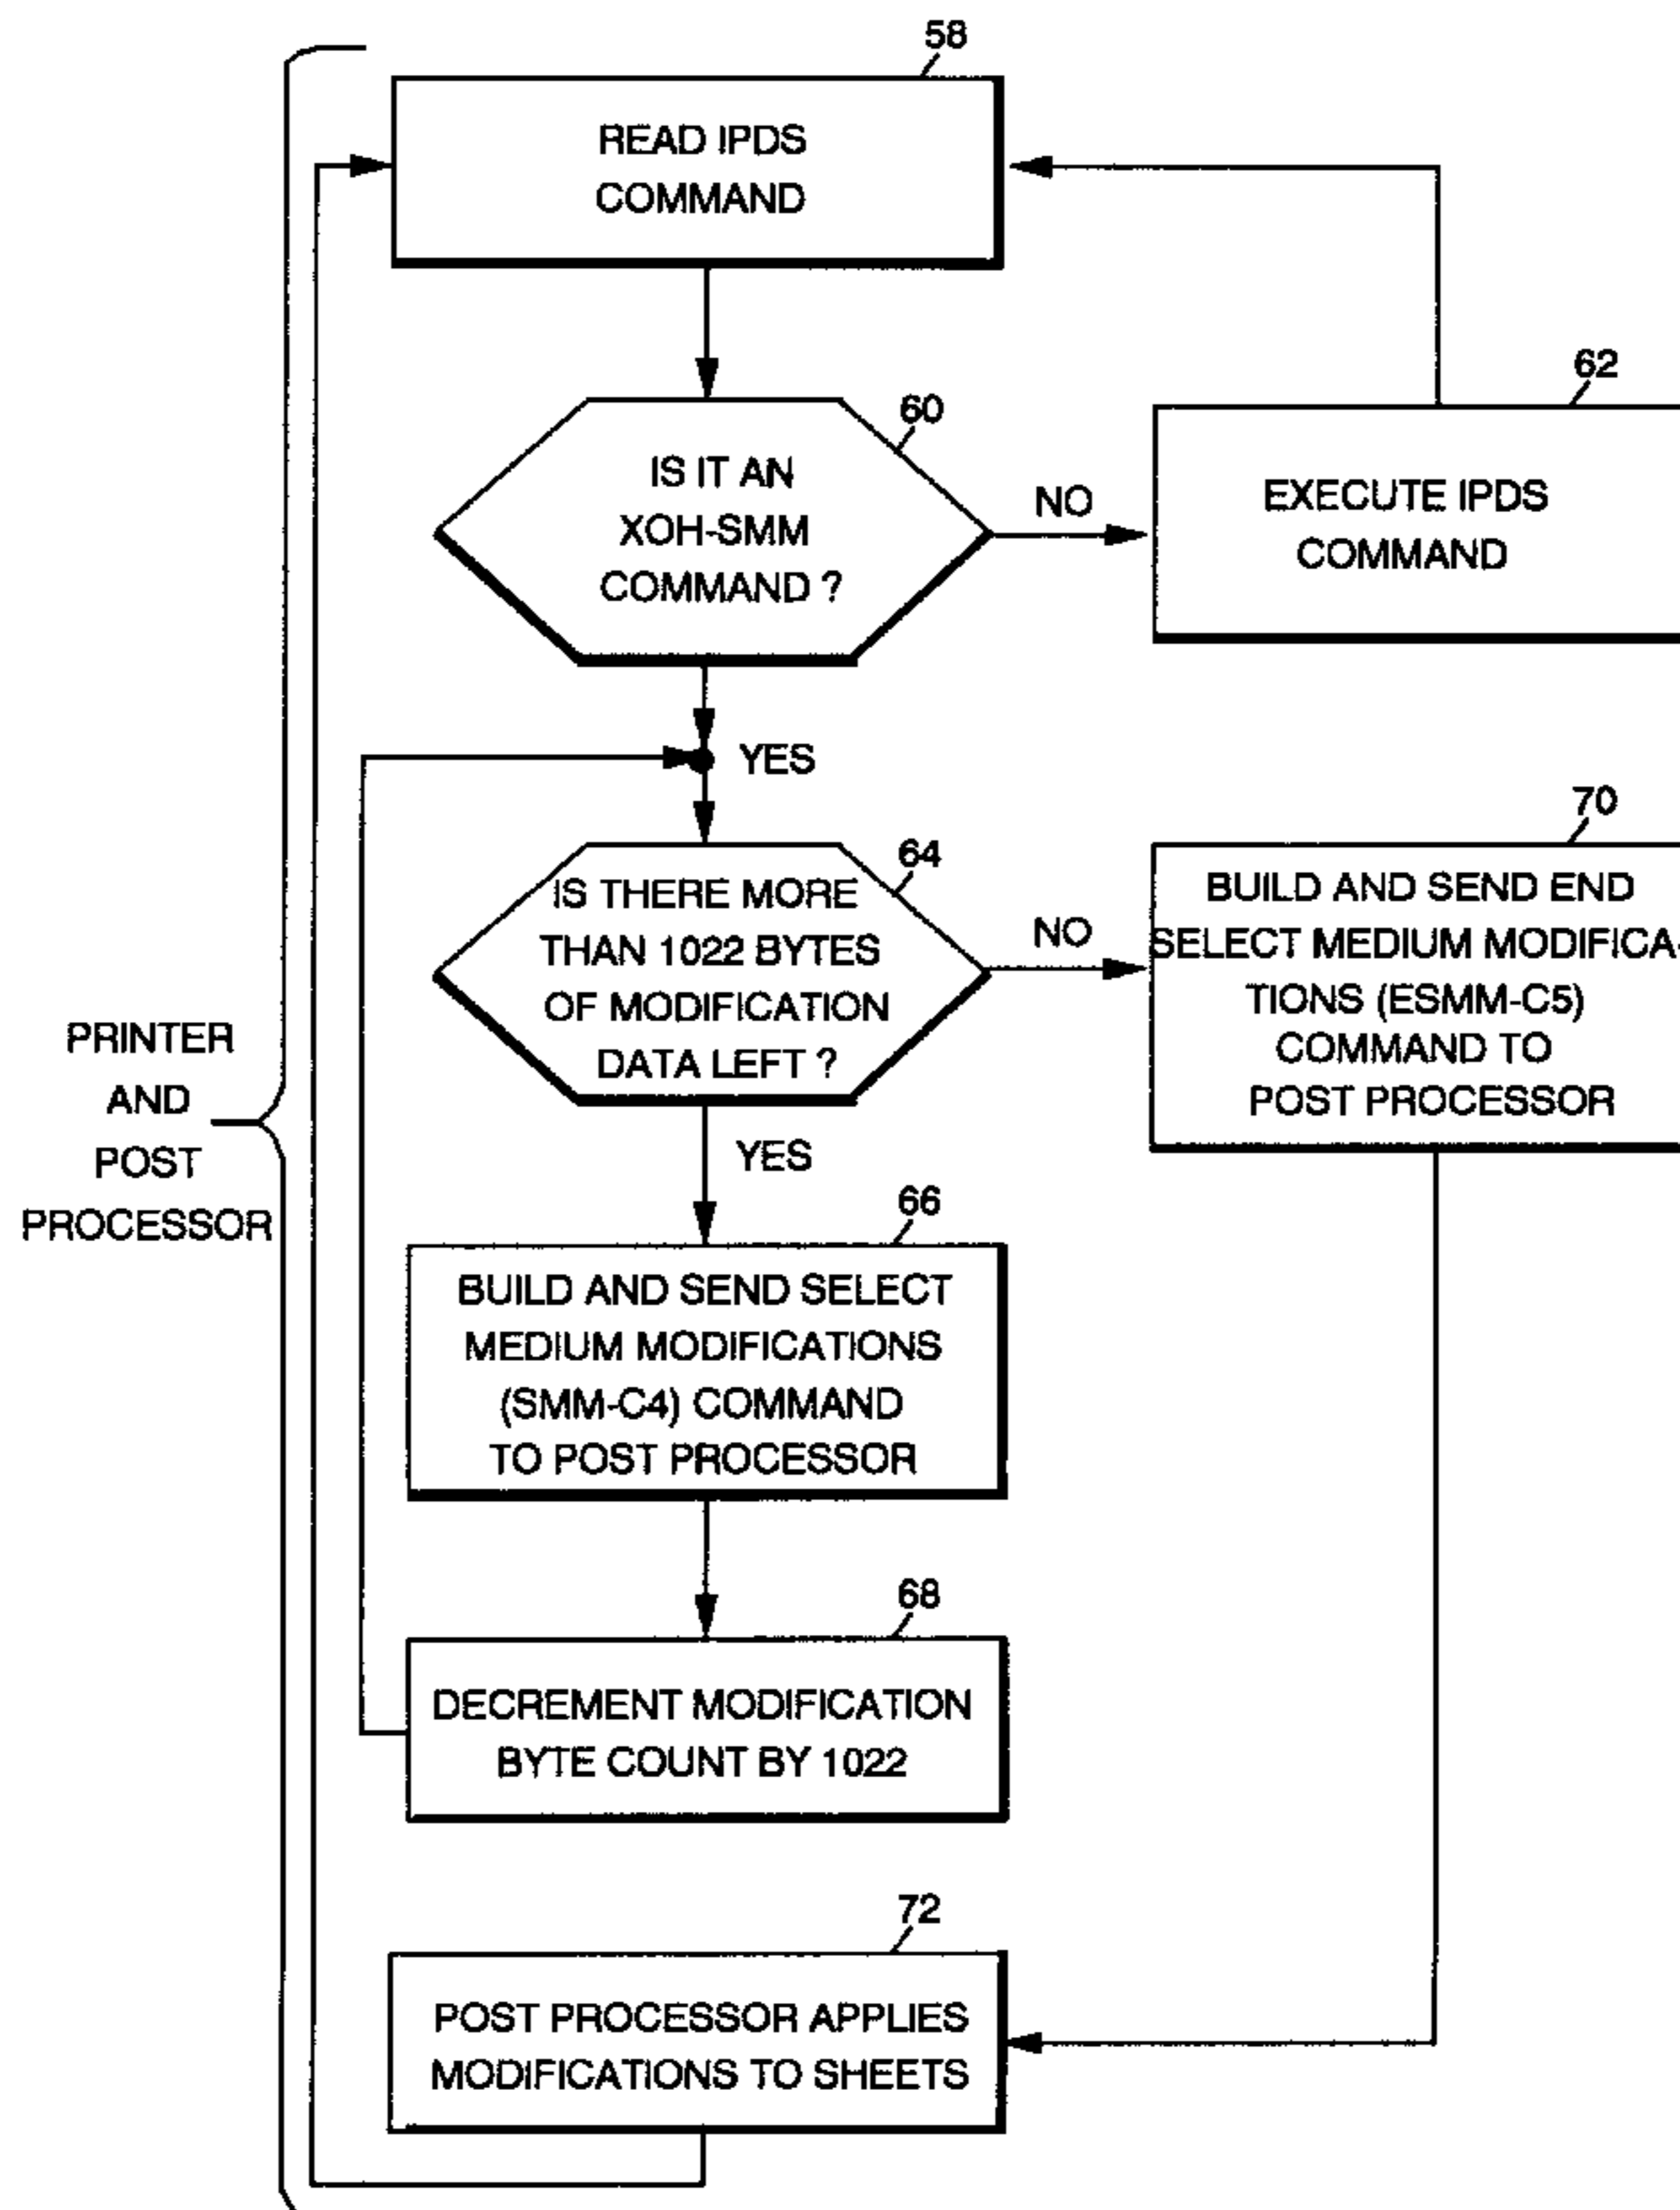 58
READ IPDS
COMMAND
60
IS IT AN
XOH-SMM
COMMAND ?
NO
62
EXECUTE IPDS
COMMAND
YES
64
IS THERE MORE
THAN 1022 BYTES
OF MODIFICATION
DATA LEFT ?
NO
70
BUILD AND SEND END
SELECT MEDIUM MODIFICA-
TIONS (ESMM-C5)
COMMAND TO
POST PROCESSOR
PRINTER
AND
POST
PROCESSOR
YES
66
BUILD AND SEND SELECT
MEDIUM MODIFICATIONS
(SMM-C4) COMMAND
TO POST PROCESSOR
68
DECREMENT MODIFICATION
BYTE COUNT BY 1022
72
POST PROCESSOR APPLIES
MODIFICATIONS TO SHEETS